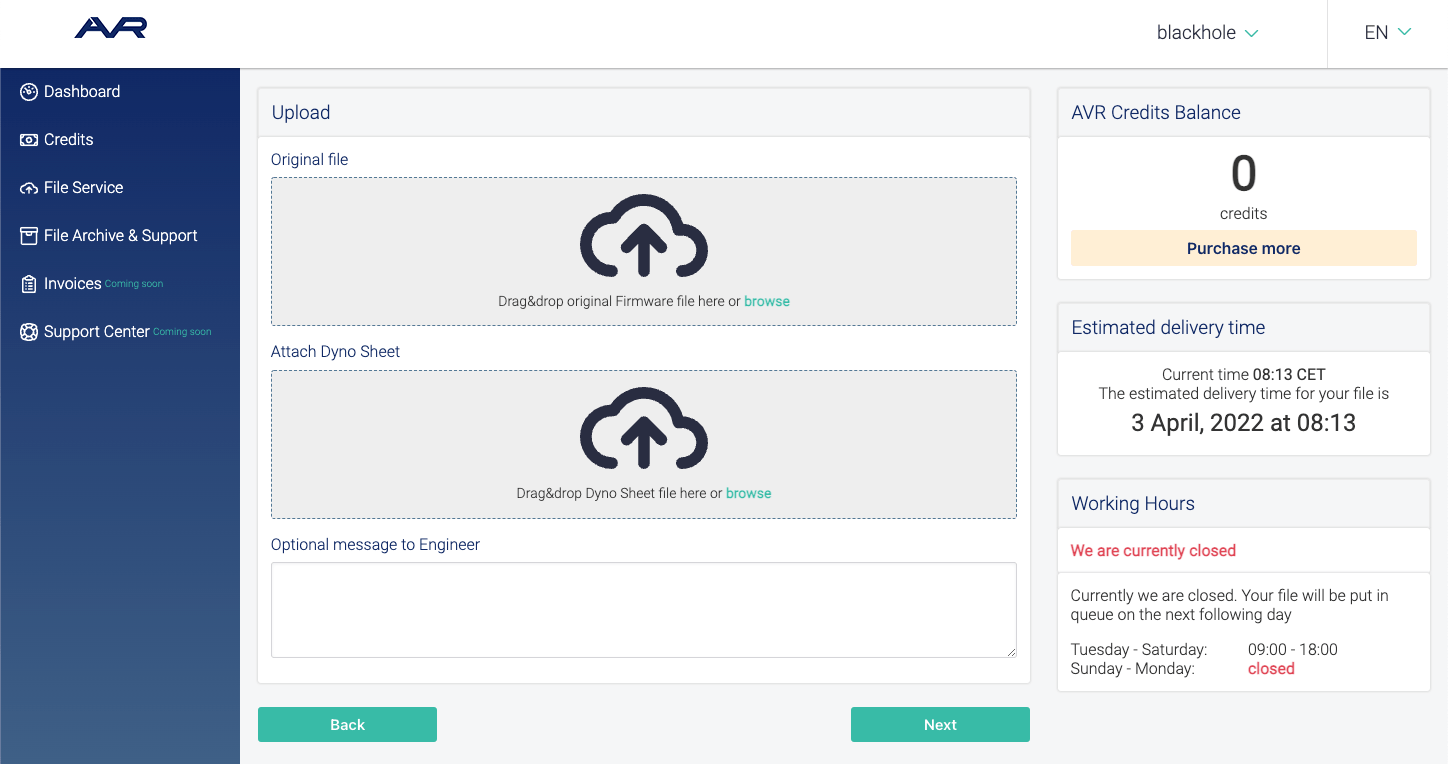 AVR
blackhole
EN
Dashboard
Credits
File Service
File Archive & Support
Invoices Coming soon
Support Center Coming soon
Upload
Original file
Drag&drop original Firmware file here or browse
Attach Dyno Sheet
Drag&drop Dyno Sheet file here or browse
Optional message to Engineer
Back
Next
AVR Credits Balance
0
credits
Purchase more
Estimated delivery time
Current time 08:13 CET
The estimated delivery time for your file is
3 April, 2022 at 08:13
Working Hours
We are currently closed
Currently we are closed. Your file will be put in
queue on the next following day
Tuesday - Saturday: 09:00 - 18:00
Sunday - Monday: closed